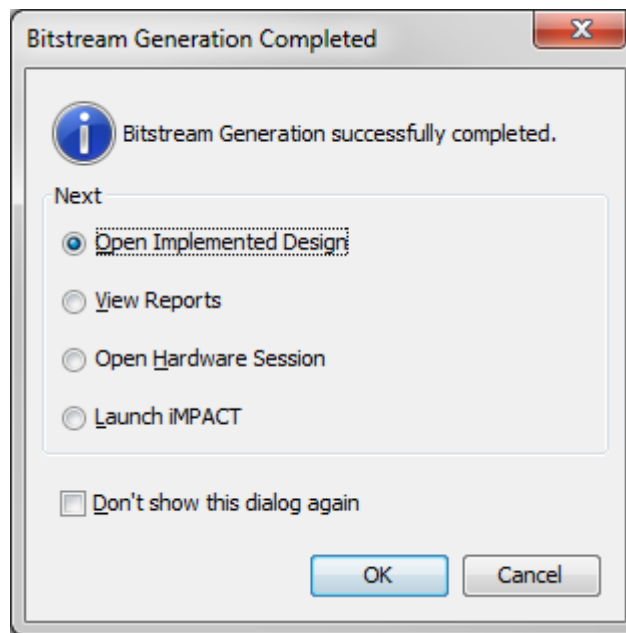 Bitstream Generation Completed
Bitstream Generation successfully completed.
Next
Open Implemented Design
View Reports
Open Hardware Session
Launch iMPACT
Don't show this dialog again
OK
Cancel